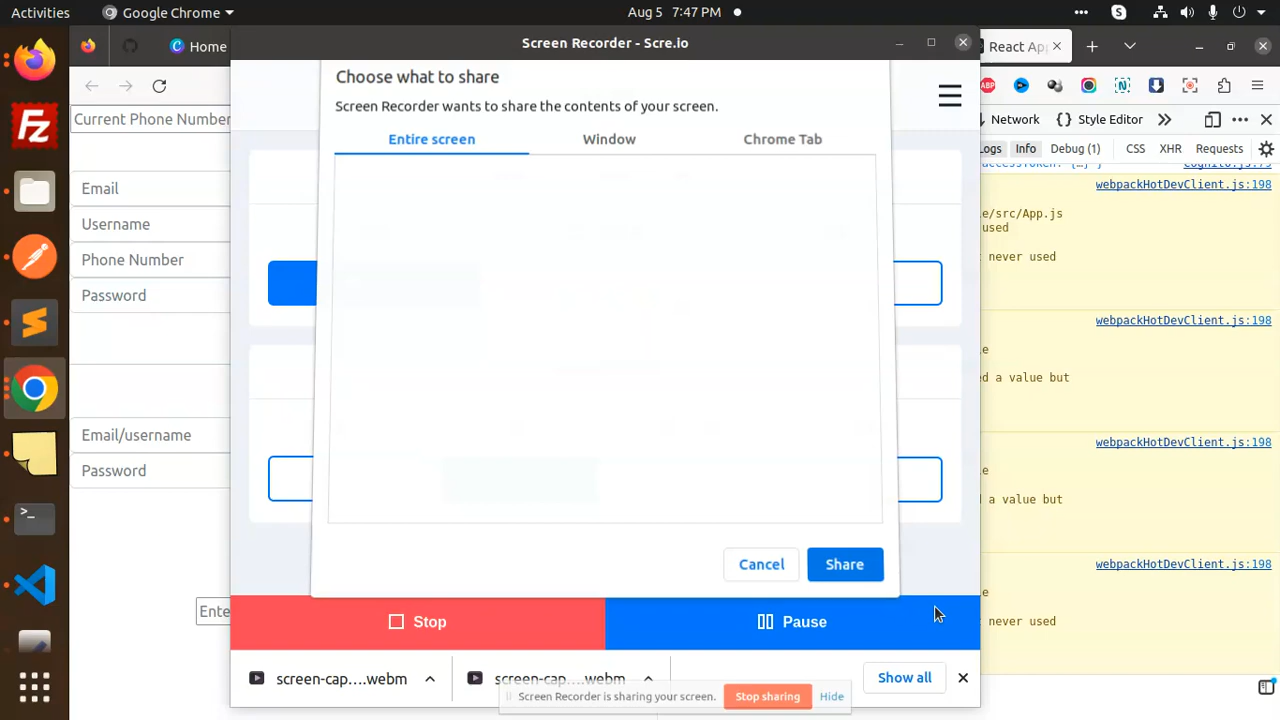 Activities
Google Chrome
Aug 5 7:47 PM
Home
Screen Recorder - Scre.io
React Ap
Current Phone Number
Email
Username
Phone Number
Password
Email/username
Password
Ente
Choose what to share
Screen Recorder wants to share the contents of your screen.
Entire screen
Window
Chrome Tab
Cancel
Share
Stop
Pause
screen-cap....webm
screen-cap....webm
Show all
Screen Recorder is sharing your screen.
Stop sharing
Hide
ABP
Network
Style Editor
Logs
Info
Debug (1)
CSS
XHR
Requests
webpackHotDevClient.js:198
e/src/App.js
used
never used
webpackHotDevClient.js:198
e
d a value but
webpackHotDevClient.js:198
e
d a value but
webpackHotDevClient.js:198
e
never used